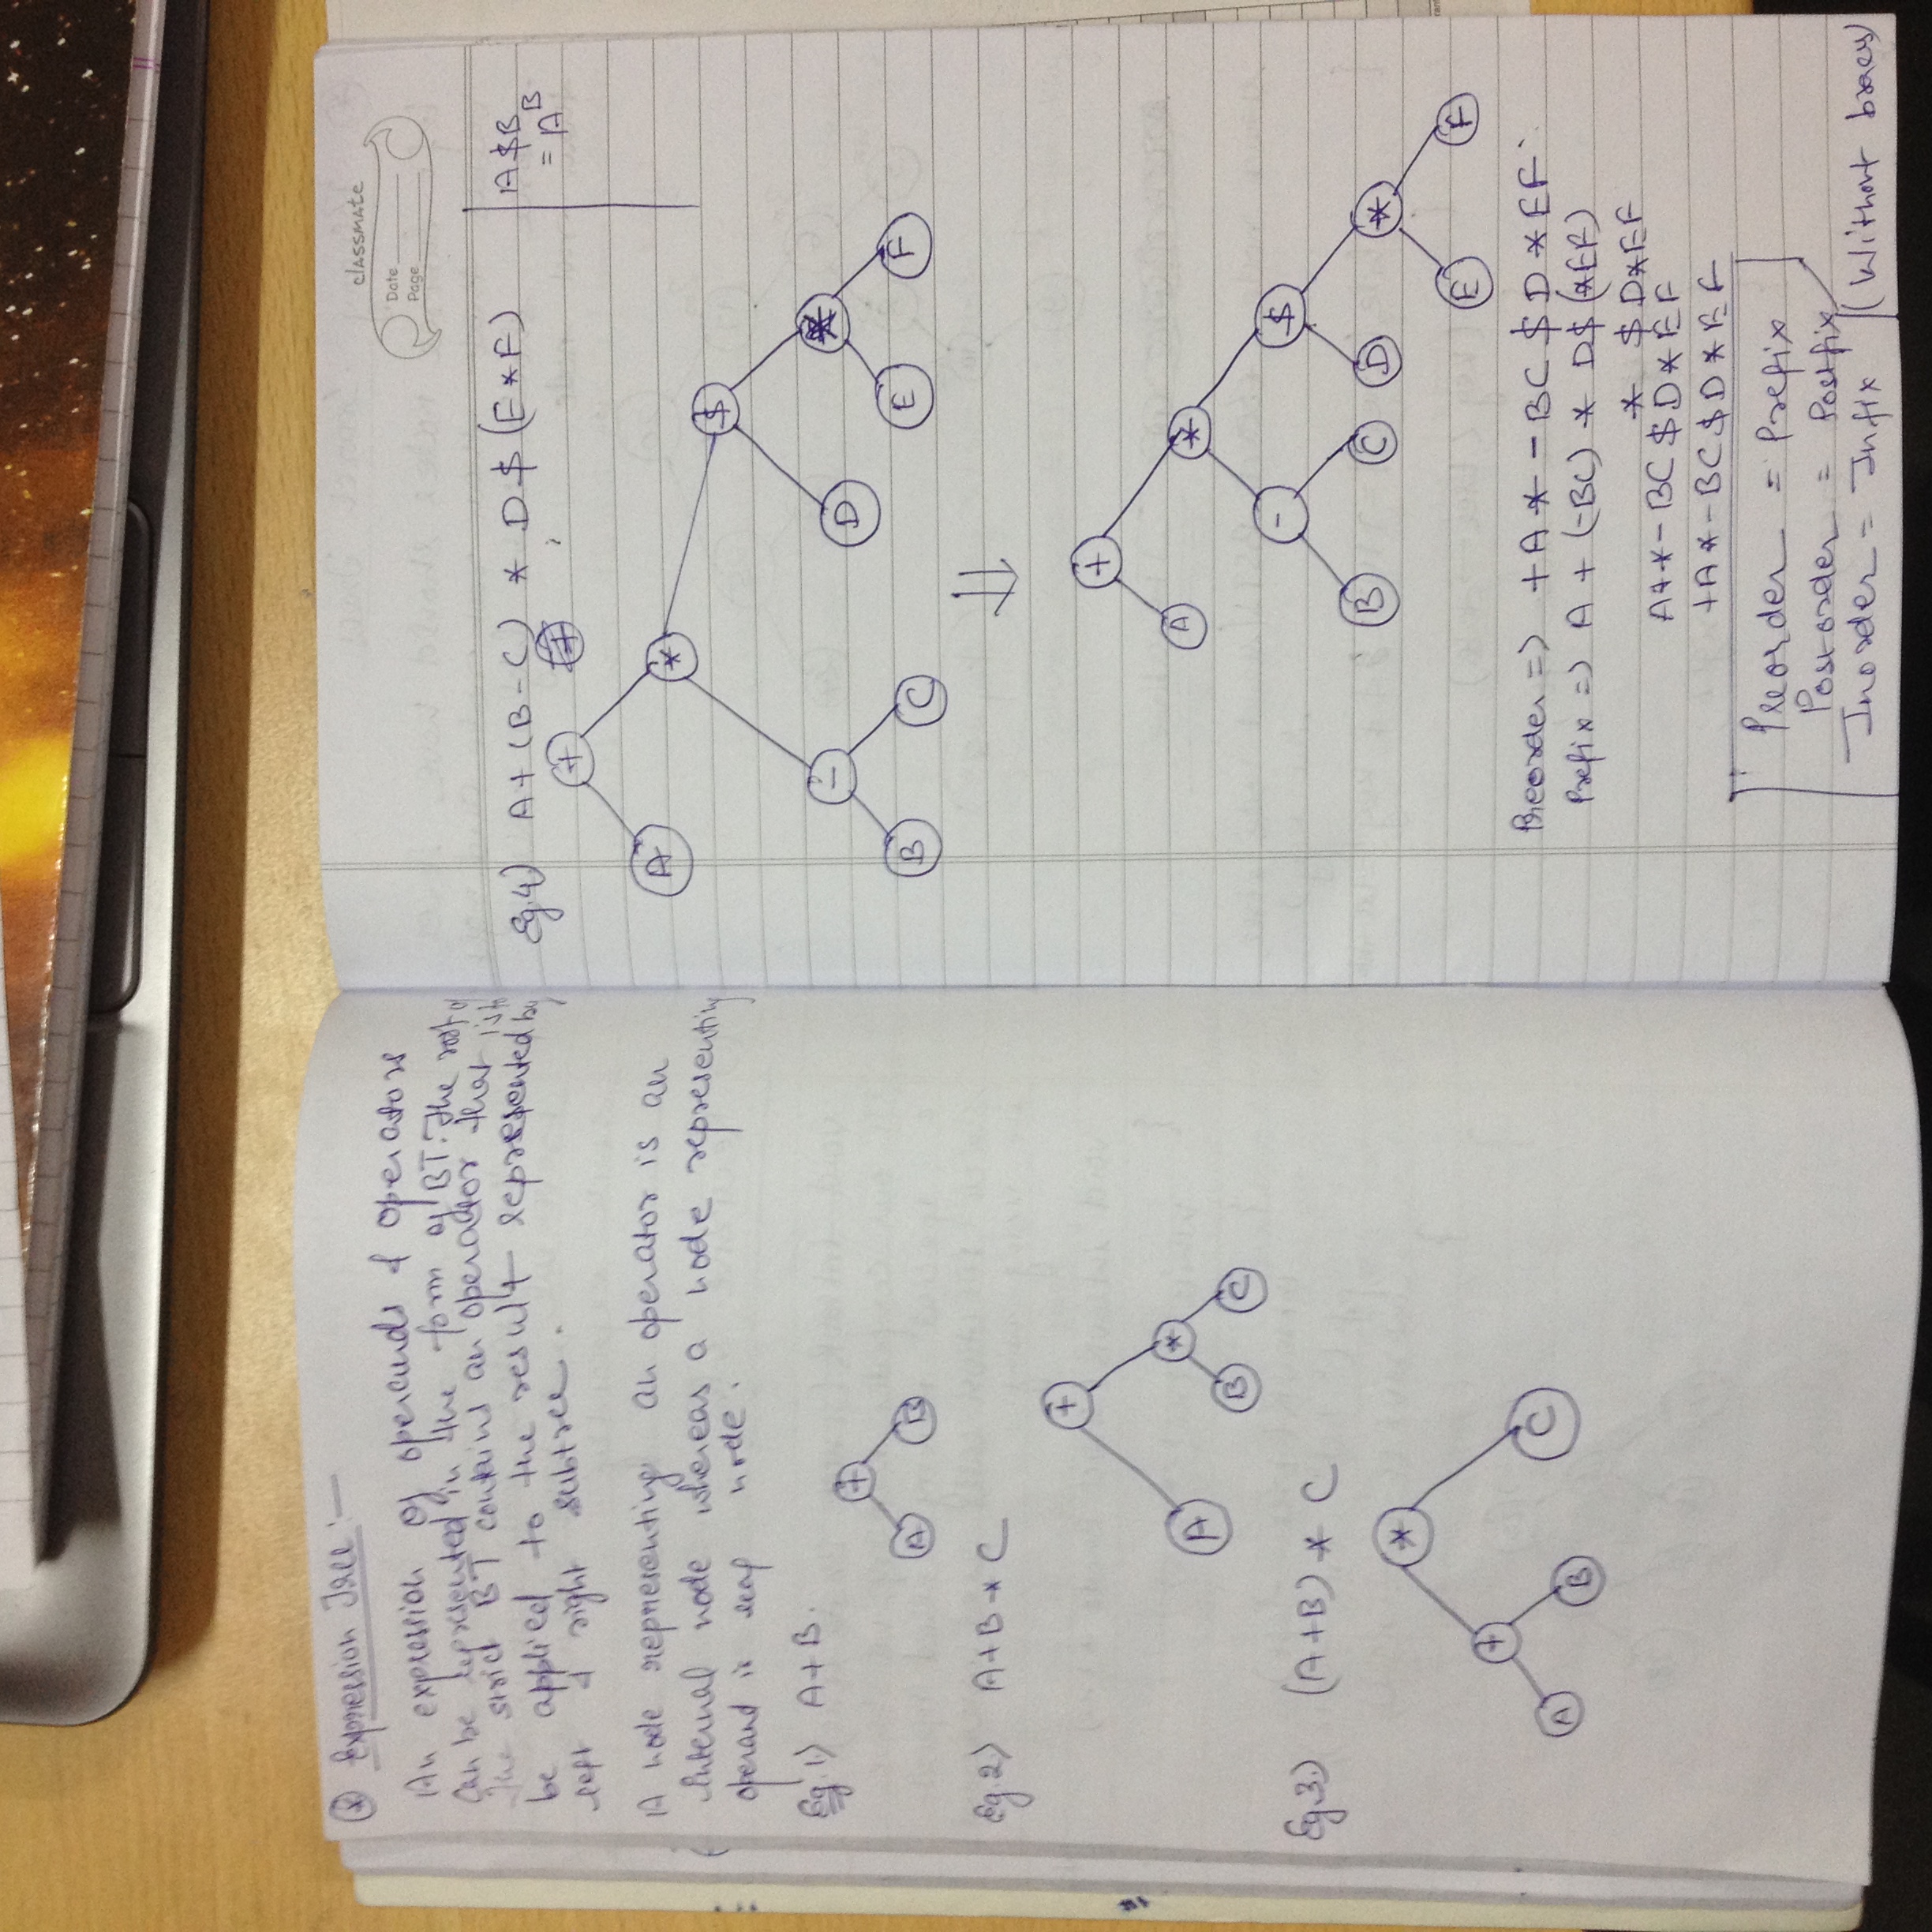 * Expression Tree :-
An expression of operands & operators
can be represented in the form of BT. The root of
the strict BT contains an operator that is to
be applied to the result represented by
left & right subtree.
A node representing an operator is an
internal node whereas a node representing
operand is leaf node.
Eg.1) A+B.
+
A B
Eg.2) A+B*C
+
A *
B C
Eg.3) (A+B)*C
*
+ C
A B
classmate
Date
Page
Eg.4) A+(B-C) * D$(E*F)
A$B
= A^B
+
A *
- $
B C D *
E F
⇓
+
A *
- $
B C D *
E F
Preorder => +A*-BC$D*EF.
Prefix => A + (-BC) * D$(*EF)
* $D*EF
A+*-BC$D*EF
+A*-BC$D*EF
Preorder = Prefix
Postorder = Postfix
Inorder = Infix (Without braces)